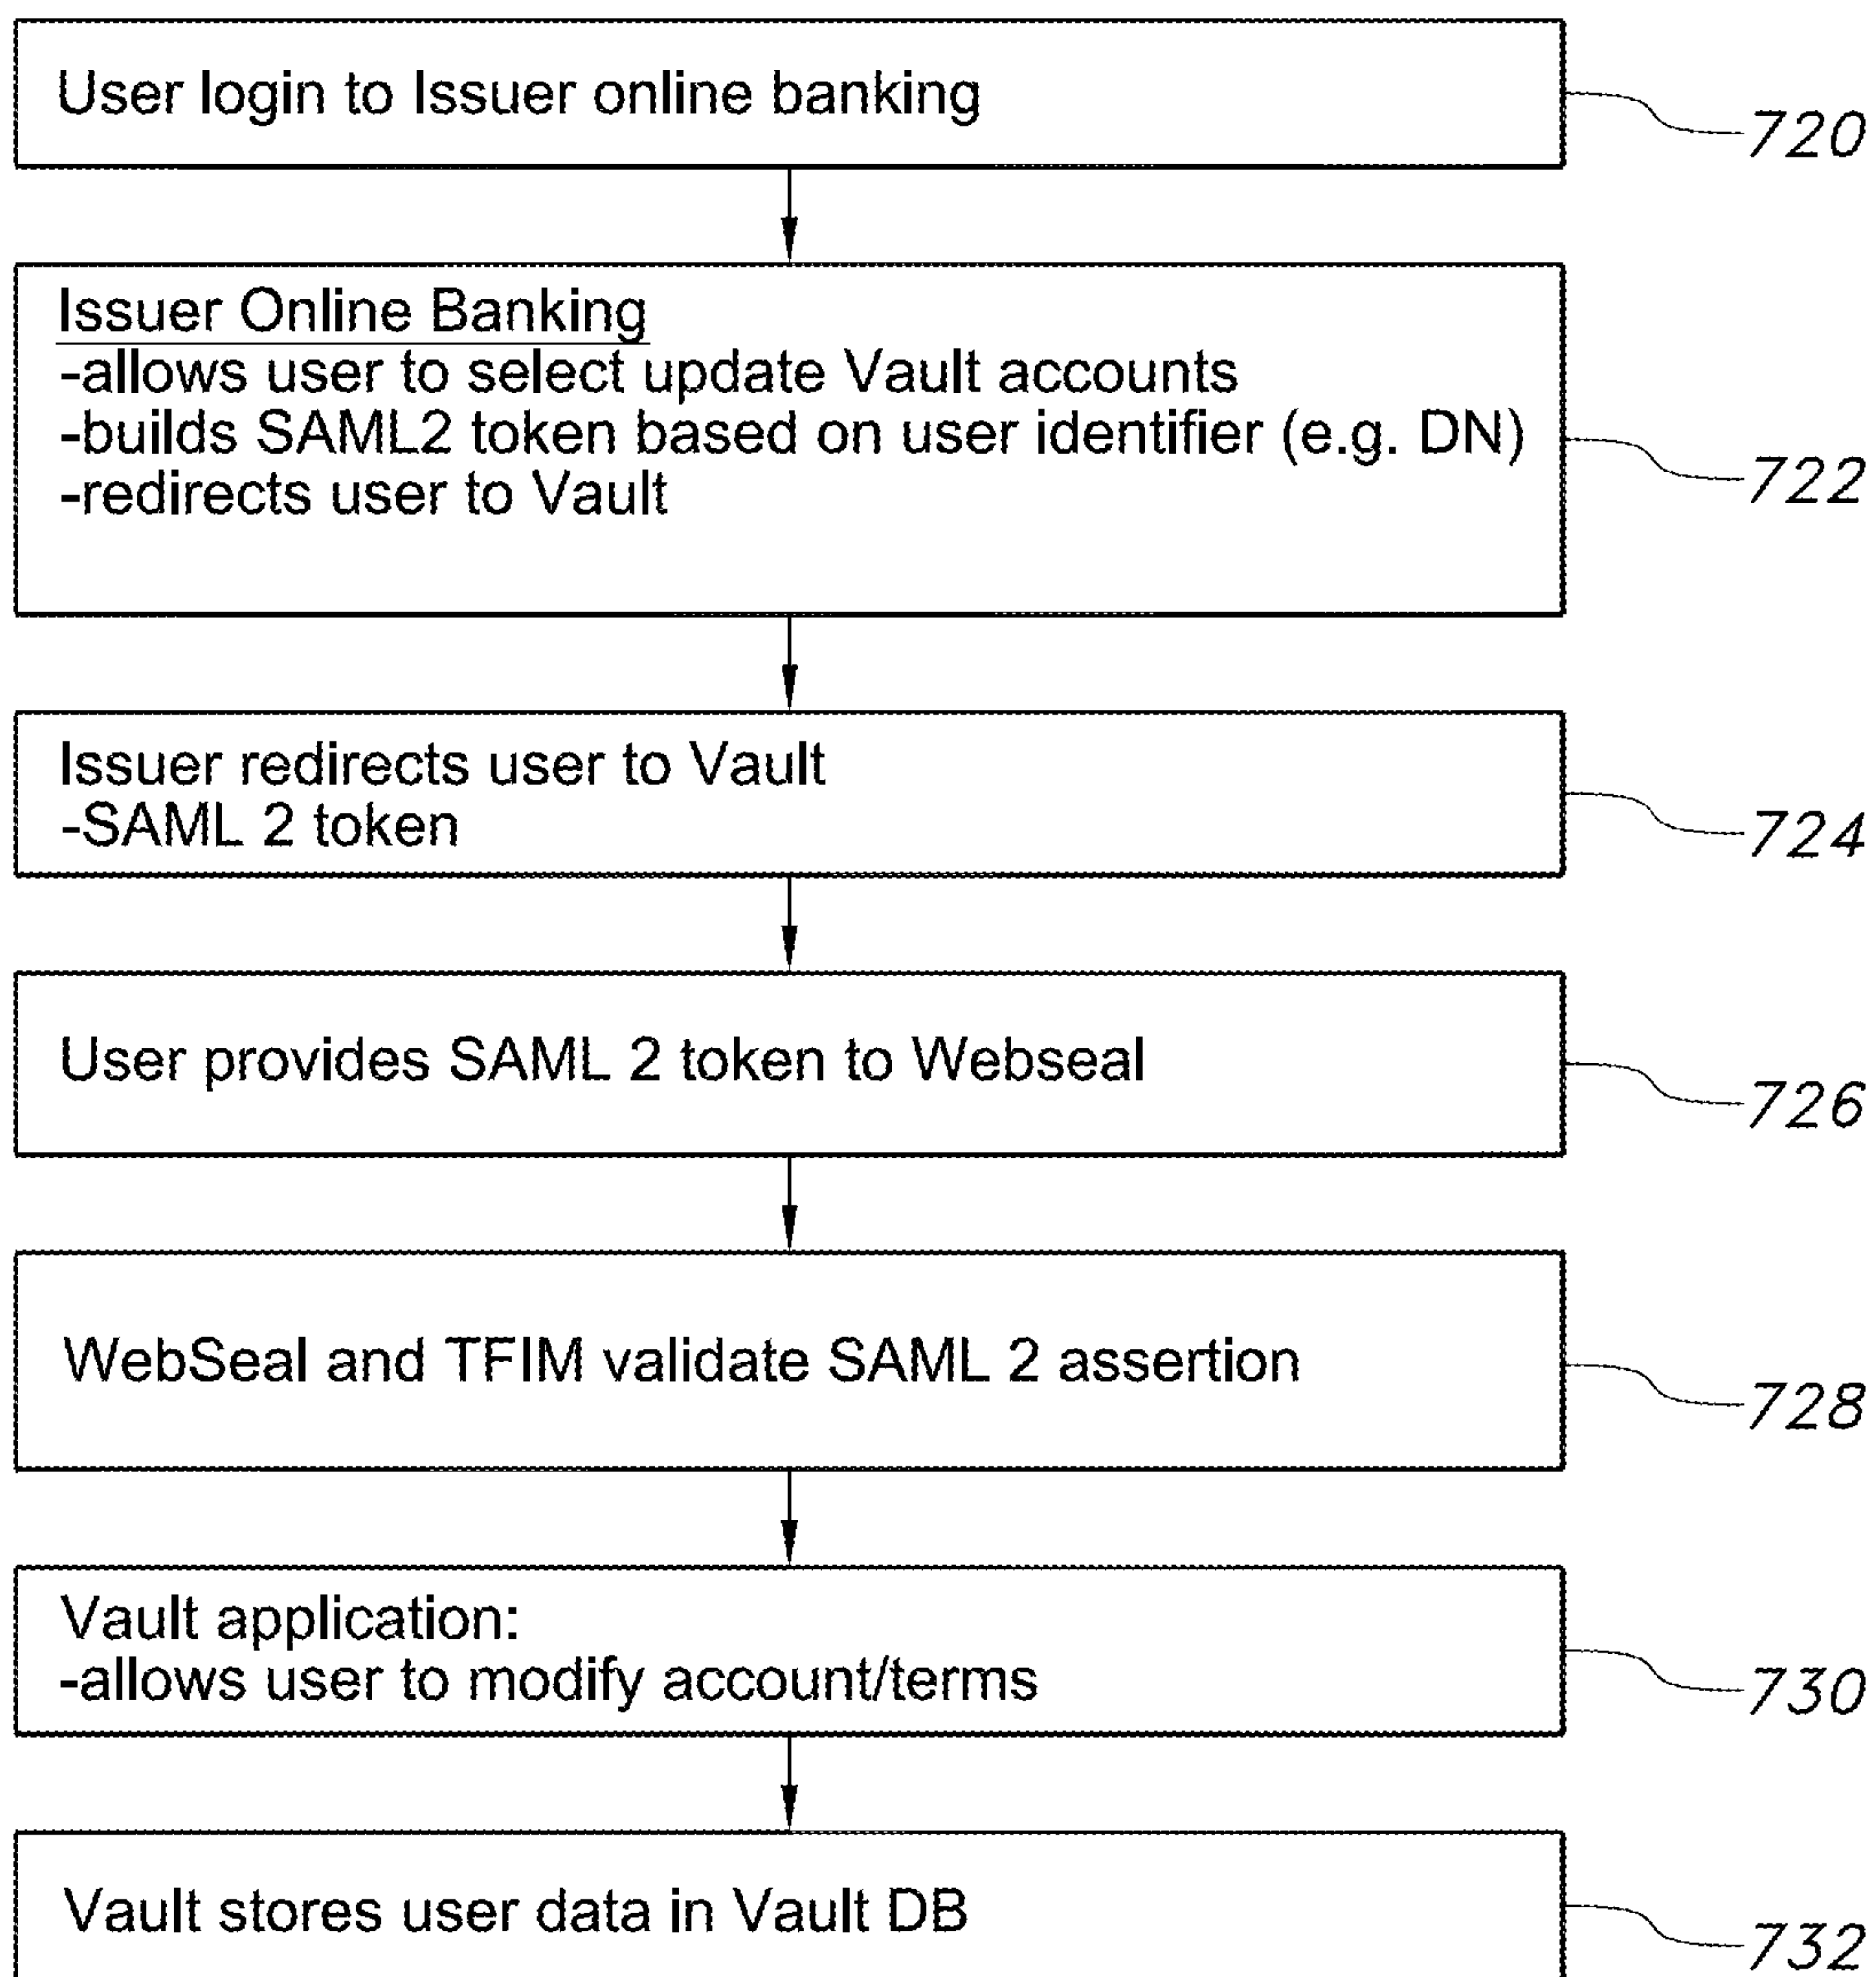 User login to Issuer online banking
720
Issuer Online Banking
-allows user to select update Vault accounts
-builds SAML2 token based on user identifier (e.g. DN)
-redirects user to Vault
722
Issuer redirects user to Vault
-SAML 2 token
724
User provides SAML 2 token to Webseal
726
WebSeal and TFIM validate SAML 2 assertion
728
Vault application:
-allows user to modify account/terms
730
Vault stores user data in Vault DB
732